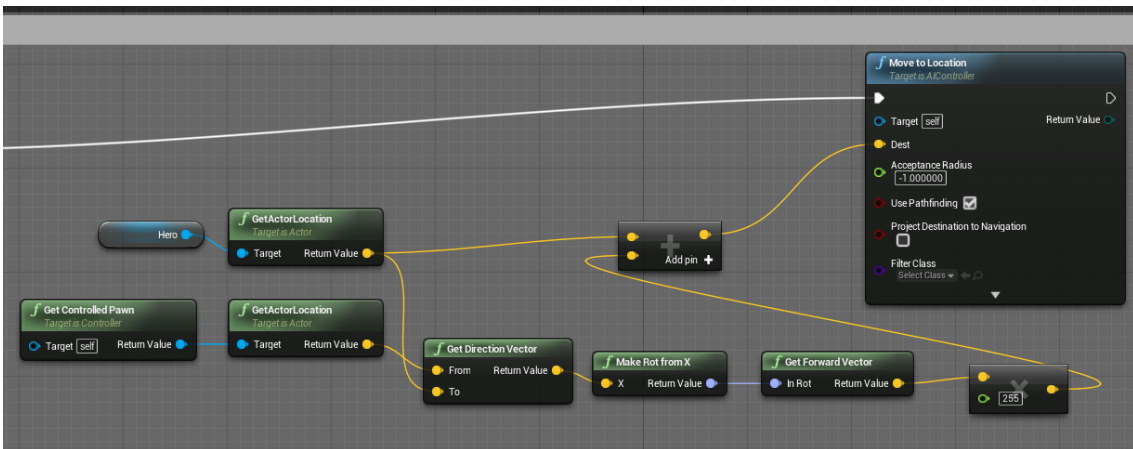 Move to Location
Target is AIController
Target self
Return Value
Dest
Acceptance Radius
-1.000000
Use Pathfinding
Project Destination to Navigation
Filter Class
Select Class
Hero
GetActorLocation
Target is Actor
Target Return Value
Add pin
Get Controlled Pawn
Target is Controller
Target self Return Value
GetActorLocation
Target is Actor
Target Return Value
Get Direction Vector
From Return Value
To
Make Rot from X
X Return Value
Get Forward Vector
In Rot Return Value
255